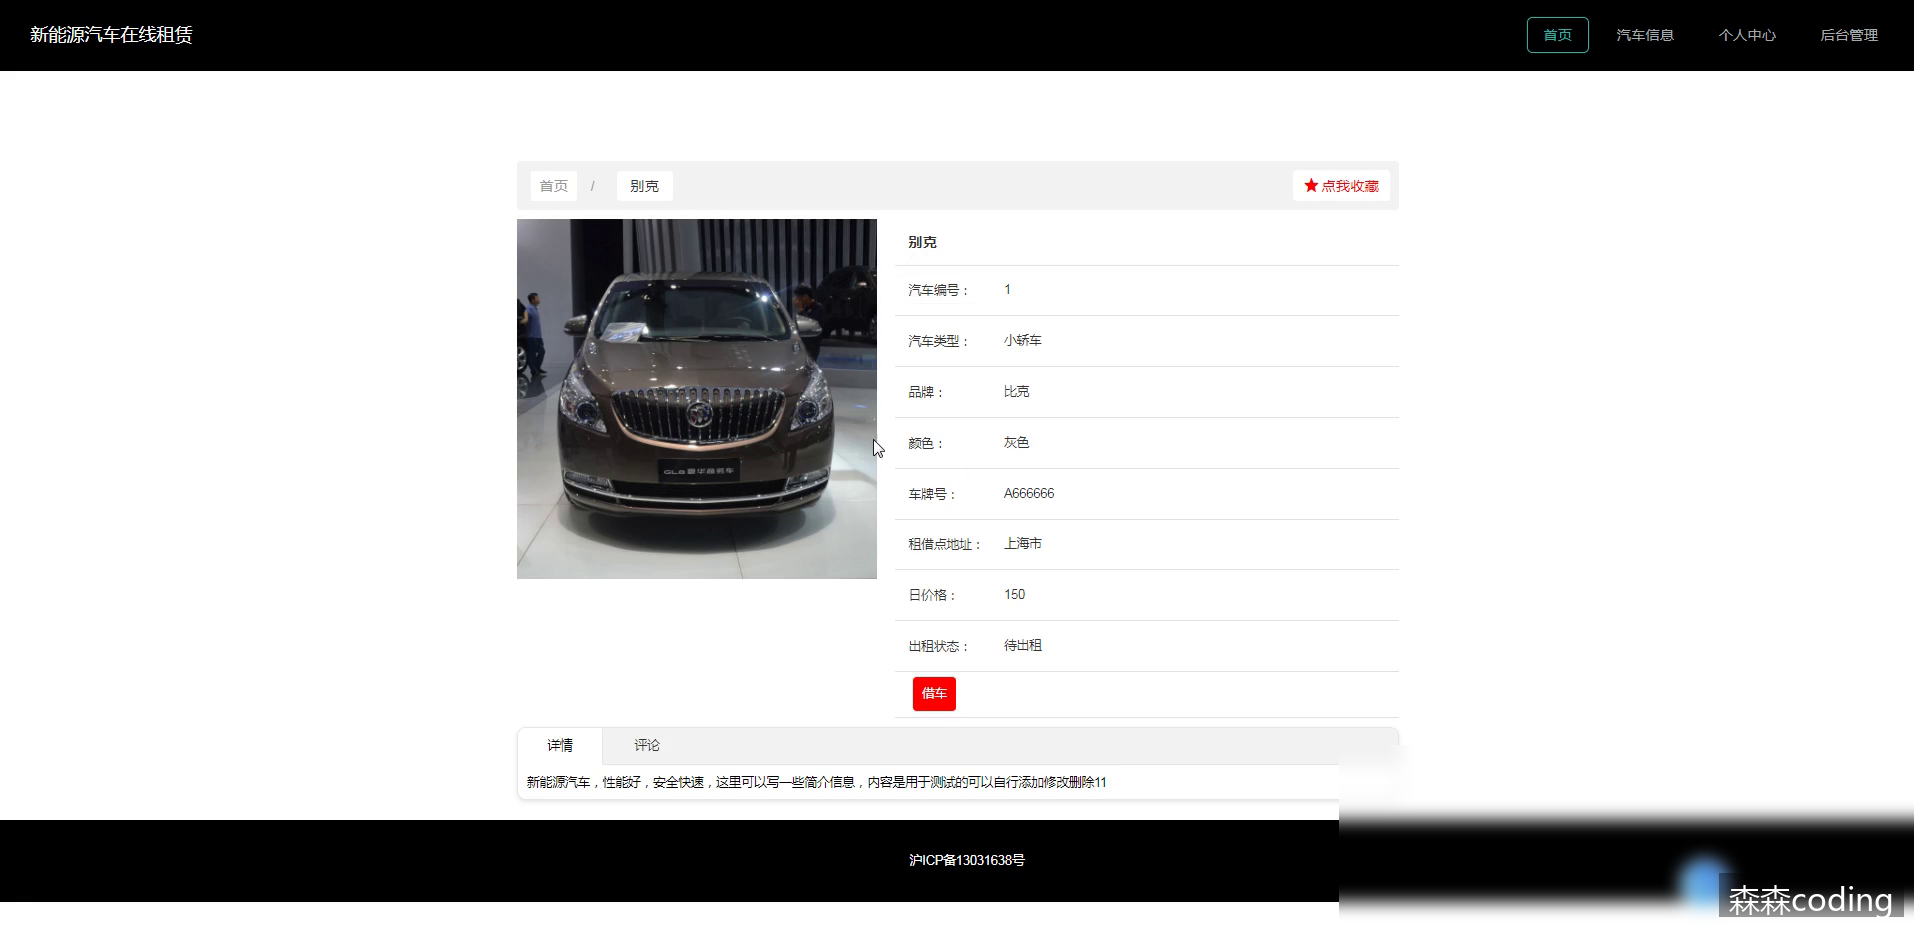 新能源汽车在线租赁
首页 汽车信息 个人中心 后台管理
首页 / 别克 点我收藏
别克
汽车编号： 1
汽车类型： 小轿车
品牌： 比克
颜色： 灰色
车牌号： A666666
租借点地址： 上海市
日价格： 150
出租状态： 待出租
借车
GL8 豪华商务车
详情 评论
新能源汽车，性能好，安全快速，这里可以写一些简介信息，内容是用于测试的可以自行添加修改删除11
沪ICP备13031638号
森森coding